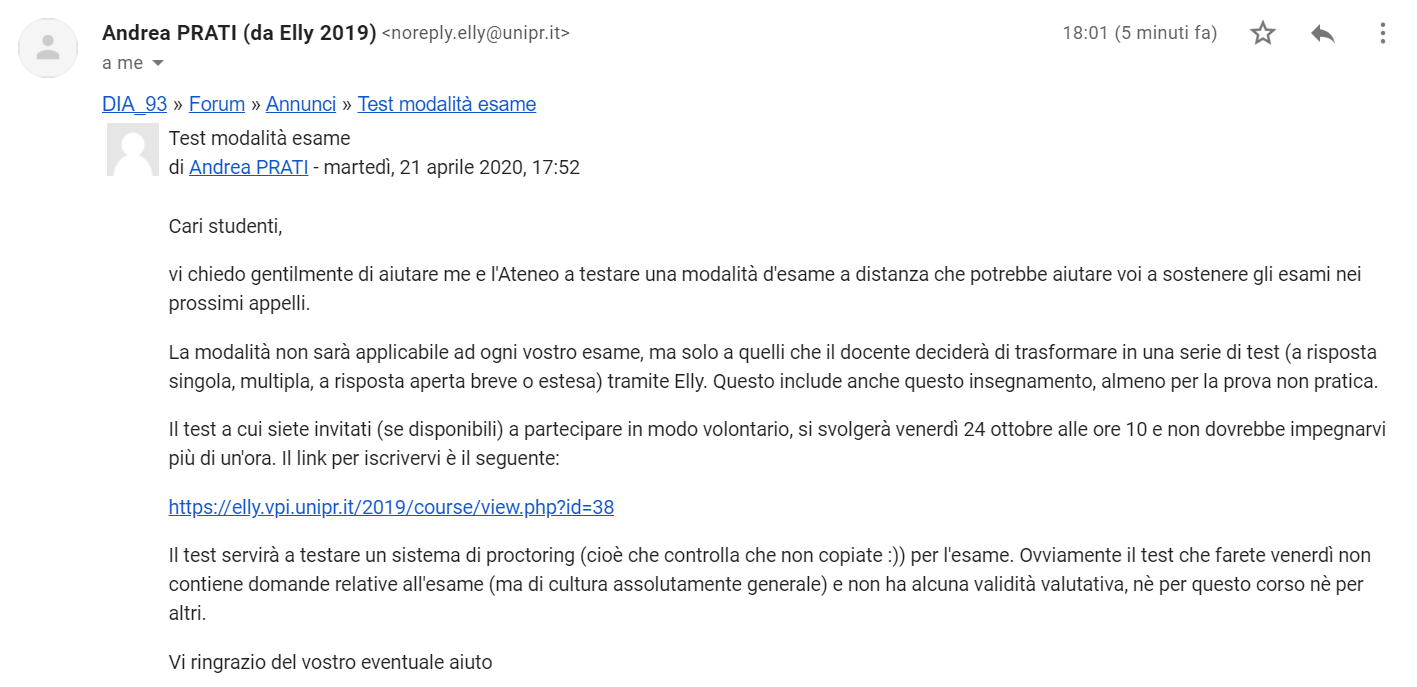 Andrea PRATI (da Elly 2019) <noreply.elly@unipr.it>
18:01 (5 minuti fa)
a me
DIA_93 » Forum » Annunci » Test modalità esame
Test modalità esame
di Andrea PRATI - martedì, 21 aprile 2020, 17:52
Cari studenti,
vi chiedo gentilmente di aiutare me e l'Ateneo a testare una modalità d'esame a distanza che potrebbe aiutare voi a sostenere gli esami nei
prossimi appelli.
La modalità non sarà applicabile ad ogni vostro esame, ma solo a quelli che il docente deciderà di trasformare in una serie di test (a risposta
singola, multipla, a risposta aperta breve o estesa) tramite Elly. Questo include anche questo insegnamento, almeno per la prova non pratica.
Il test a cui siete invitati (se disponibili) a partecipare in modo volontario, si svolgerà venerdì 24 ottobre alle ore 10 e non dovrebbe impegnarvi
più di un'ora. Il link per iscrivervi è il seguente:
https://elly.vpi.unipr.it/2019/course/view.php?id=38
Il test servirà a testare un sistema di proctoring (cioè che controlla che non copiate :)) per l'esame. Ovviamente il test che farete venerdì non
contiene domande relative all'esame (ma di cultura assolutamente generale) e non ha alcuna validità valutativa, nè per questo corso nè per
altri.
Vi ringrazio del vostro eventuale aiuto